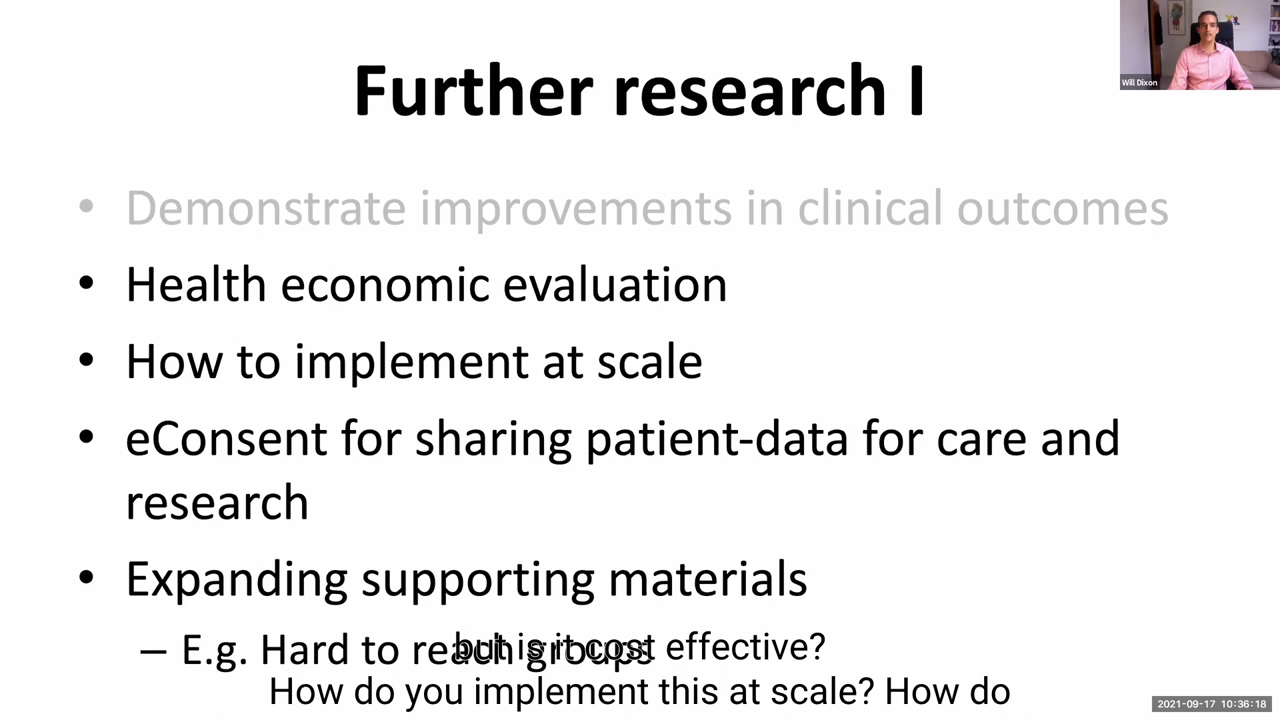 Further research I
Will Dixon
• Demonstrate improvements in clinical outcomes
• Health economic evaluation
• How to implement at scale
• eConsent for sharing patient-data for care and
research
• Expanding supporting materials
– E.g. Hard to reach groups
but is it cost effective?
How do you implement this at scale? How do
2021-09-17 10:36:18